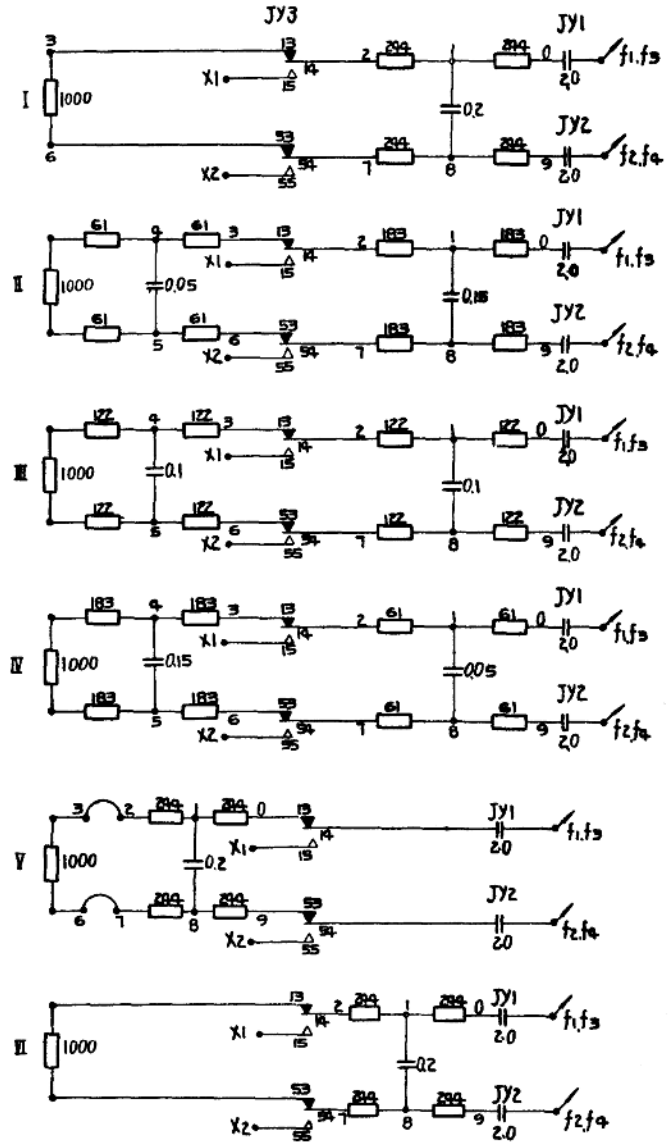 JY3
3 13 14 2 244 1 244 0 JY1 f1.f3
X1 15 2.0
I 1000 0.2
6 53 54 7 244 8 244 9 JY2 f2.f4
X2 55 2.0
61 4 61 3 13 14 2 183 1 183 0 JY1 f1.f3
X1 15 2.0
II 1000 0.05 0.15
61 5 61 6 53 54 7 183 8 183 9 JY2 f2.f4
X2 55 2.0
122 4 122 3 13 14 2 122 1 122 0 JY1 f1.f3
X1 15 2.0
III 1000 0.1 0.1
122 5 122 6 53 54 7 122 8 122 9 JY2 f2.f4
X2 55 2.0
183 4 183 3 13 14 2 61 1 61 0 JY1 f1.f3
X1 15 2.0
IV 1000 0.15 0.05
183 5 183 6 53 54 7 61 8 61 9 JY2 f2.f4
X2 55 2.0
3 2 244 1 244 0 13 14 JY1 f1.f3
X1 15 2.0
V 1000 0.2
6 7 244 8 244 9 53 54 JY2 f2.f4
X2 55 2.0
13 14 2 244 1 244 0 JY1 f1.f3
X1 15 2.0
VI 1000 0.2
53 54 7 244 8 244 9 JY2 f2.f4
X2 55 2.0